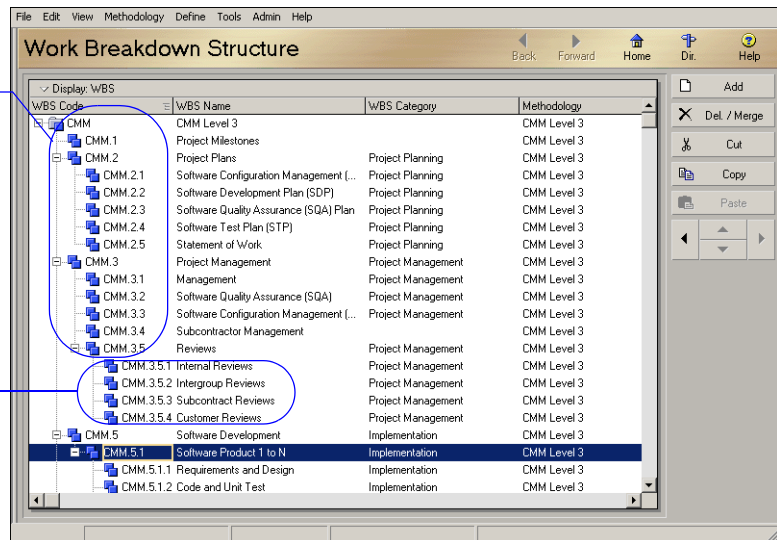 File Edit View Methodology Define Tools Admin Help
Work Breakdown Structure
Back Forward Home Dir. Help
Display: WBS
WBS Code WBS Name WBS Category Methodology
CMM CMM Level 3 CMM Level 3
CMM.1 Project Milestones CMM Level 3
CMM.2 Project Plans Project Planning CMM Level 3
CMM.2.1 Software Configuration Management (... Project Planning CMM Level 3
CMM.2.2 Software Development Plan (SDP) Project Planning CMM Level 3
CMM.2.3 Software Quality Assurance (SQA) Plan Project Planning CMM Level 3
CMM.2.4 Software Test Plan (STP) Project Planning CMM Level 3
CMM.2.5 Statement of Work Project Planning CMM Level 3
CMM.3 Project Management Project Management CMM Level 3
CMM.3.1 Management Project Management CMM Level 3
CMM.3.2 Software Quality Assurance (SQA) Project Management CMM Level 3
CMM.3.3 Software Configuration Management (... Project Management CMM Level 3
CMM.3.4 Subcontractor Management CMM Level 3
CMM.3.5 Reviews Project Management CMM Level 3
CMM.3.5.1 Internal Reviews Project Management CMM Level 3
CMM.3.5.2 Intergroup Reviews Project Management CMM Level 3
CMM.3.5.3 Subcontract Reviews Project Management CMM Level 3
CMM.3.5.4 Customer Reviews Project Management CMM Level 3
CMM.5 Software Development Implementation CMM Level 3
CMM.5.1 Software Product 1 to N Implementation CMM Level 3
CMM.5.1.1 Requirements and Design Implementation CMM Level 3
CMM.5.1.2 Code and Unit Test Implementation CMM Level 3
Add
Del. / Merge
Cut
Copy
Paste